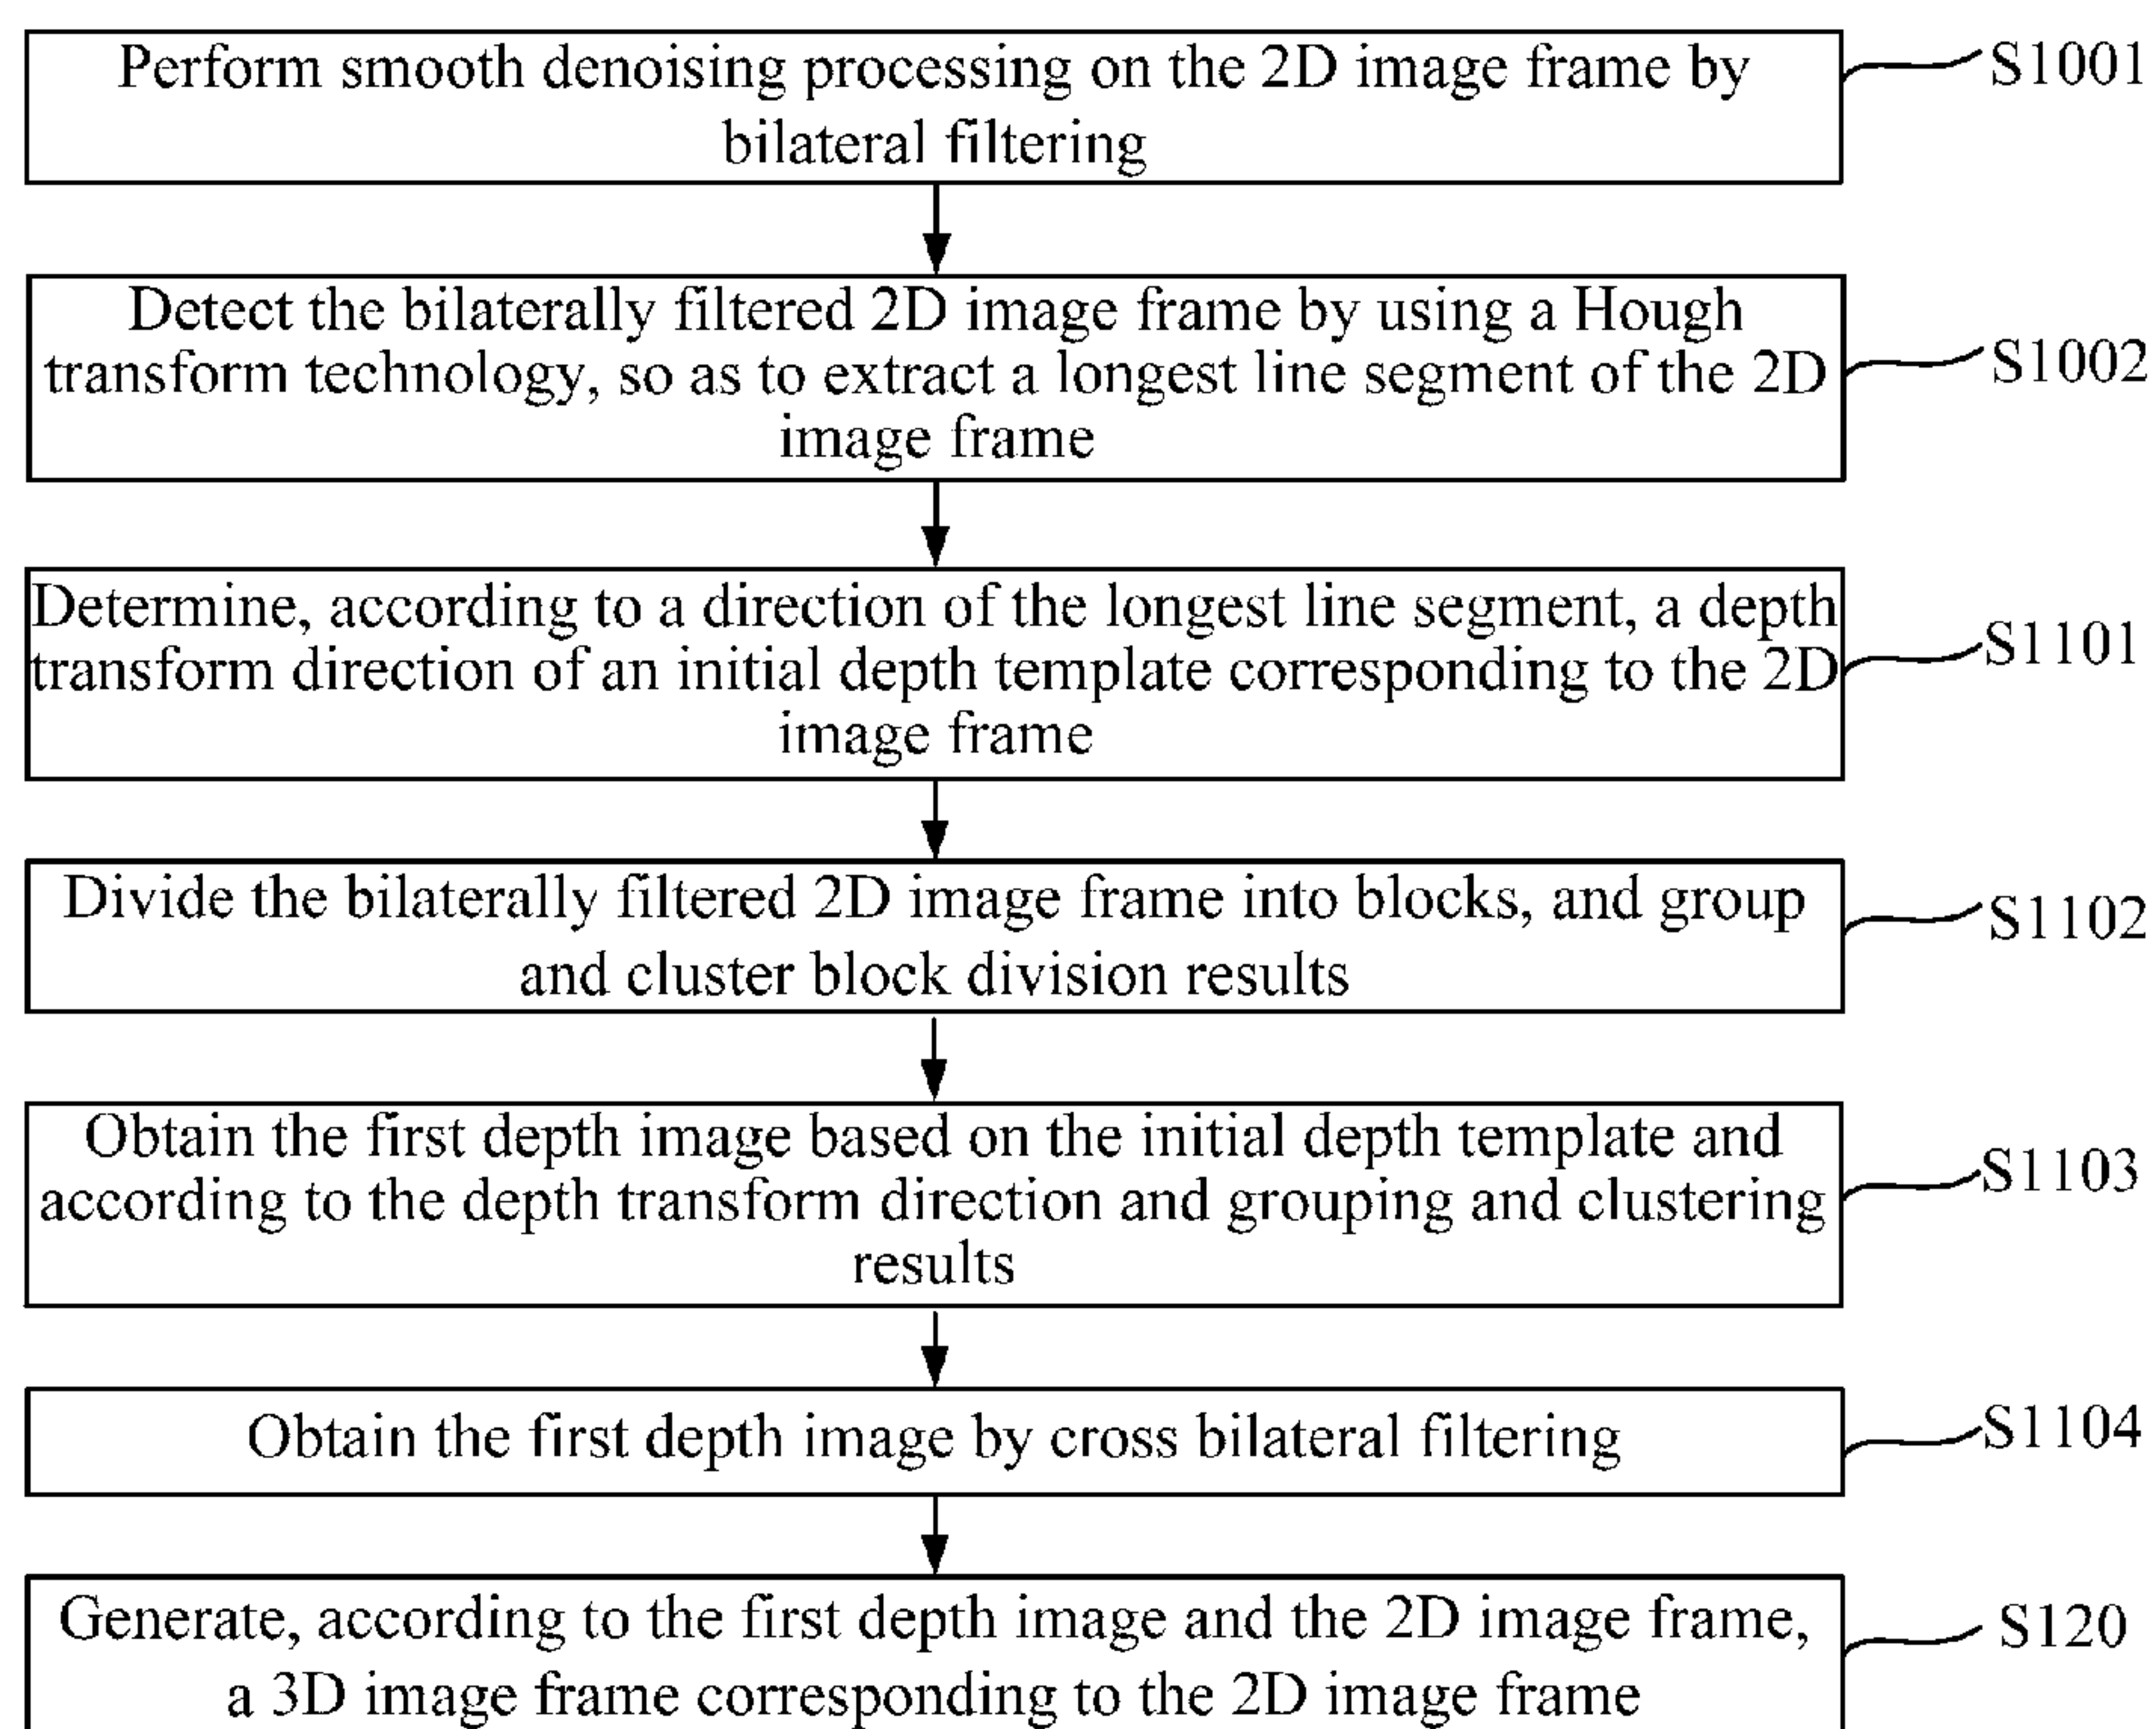 Perform smooth denoising processing on the 2D image frame by
bilateral filtering
S1001
Detect the bilaterally filtered 2D image frame by using a Hough
transform technology, so as to extract a longest line segment of the 2D
image frame
S1002
Determine, according to a direction of the longest line segment, a depth
transform direction of an initial depth template corresponding to the 2D
image frame
S1101
Divide the bilaterally filtered 2D image frame into blocks, and group
and cluster block division results
S1102
Obtain the first depth image based on the initial depth template and
according to the depth transform direction and grouping and clustering
results
S1103
Obtain the first depth image by cross bilateral filtering
S1104
Generate, according to the first depth image and the 2D image frame,
a 3D image frame corresponding to the 2D image frame
S120